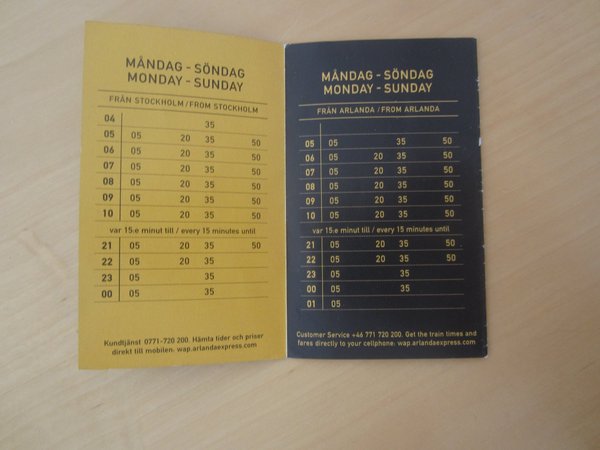 MÅNDAG - SÖNDAG
MONDAY - SUNDAY
FRÅN STOCKHOLM / FROM STOCKHOLM
04 35
05 05 20 35 50
06 05 20 35 50
07 05 20 35 50
08 05 20 35 50
09 05 20 35 50
10 05 20 35 50
var 15:e minut till / every 15 minutes until
21 05 20 35 50
22 05 20 35
23 05 35
00 05 35
Kundtjänst 0771-720 200. Hämta tider och priser
direkt till mobilen: wap.arlandaexpress.com
MÅNDAG - SÖNDAG
MONDAY - SUNDAY
FRÅN ARLANDA / FROM ARLANDA
05 05 35 50
06 05 20 35 50
07 05 20 35 50
08 05 20 35 50
09 05 20 35 50
10 05 20 35 50
var 15:e minut till / every 15 minutes until
21 05 20 35 50
22 05 20 35 50
23 05 35
00 05 35
01 05
Customer Service +46 771 720 200. Get the train times and
fares directly to your cellphone: wap.arlandaexpress.com